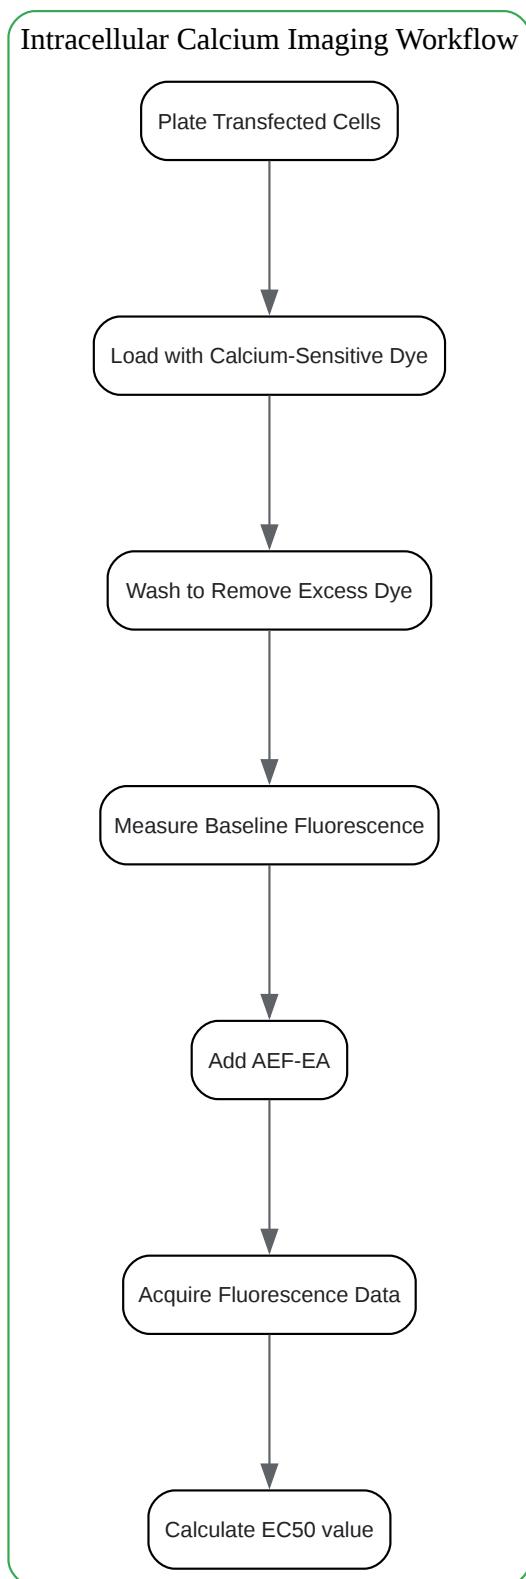 Intracellular Calcium Imaging Workflow
Plate Transfected Cells
Load with Calcium-Sensitive Dye
Wash to Remove Excess Dye
Measure Baseline Fluorescence
Add AEF-EA
Acquire Fluorescence Data
Calculate EC50 value